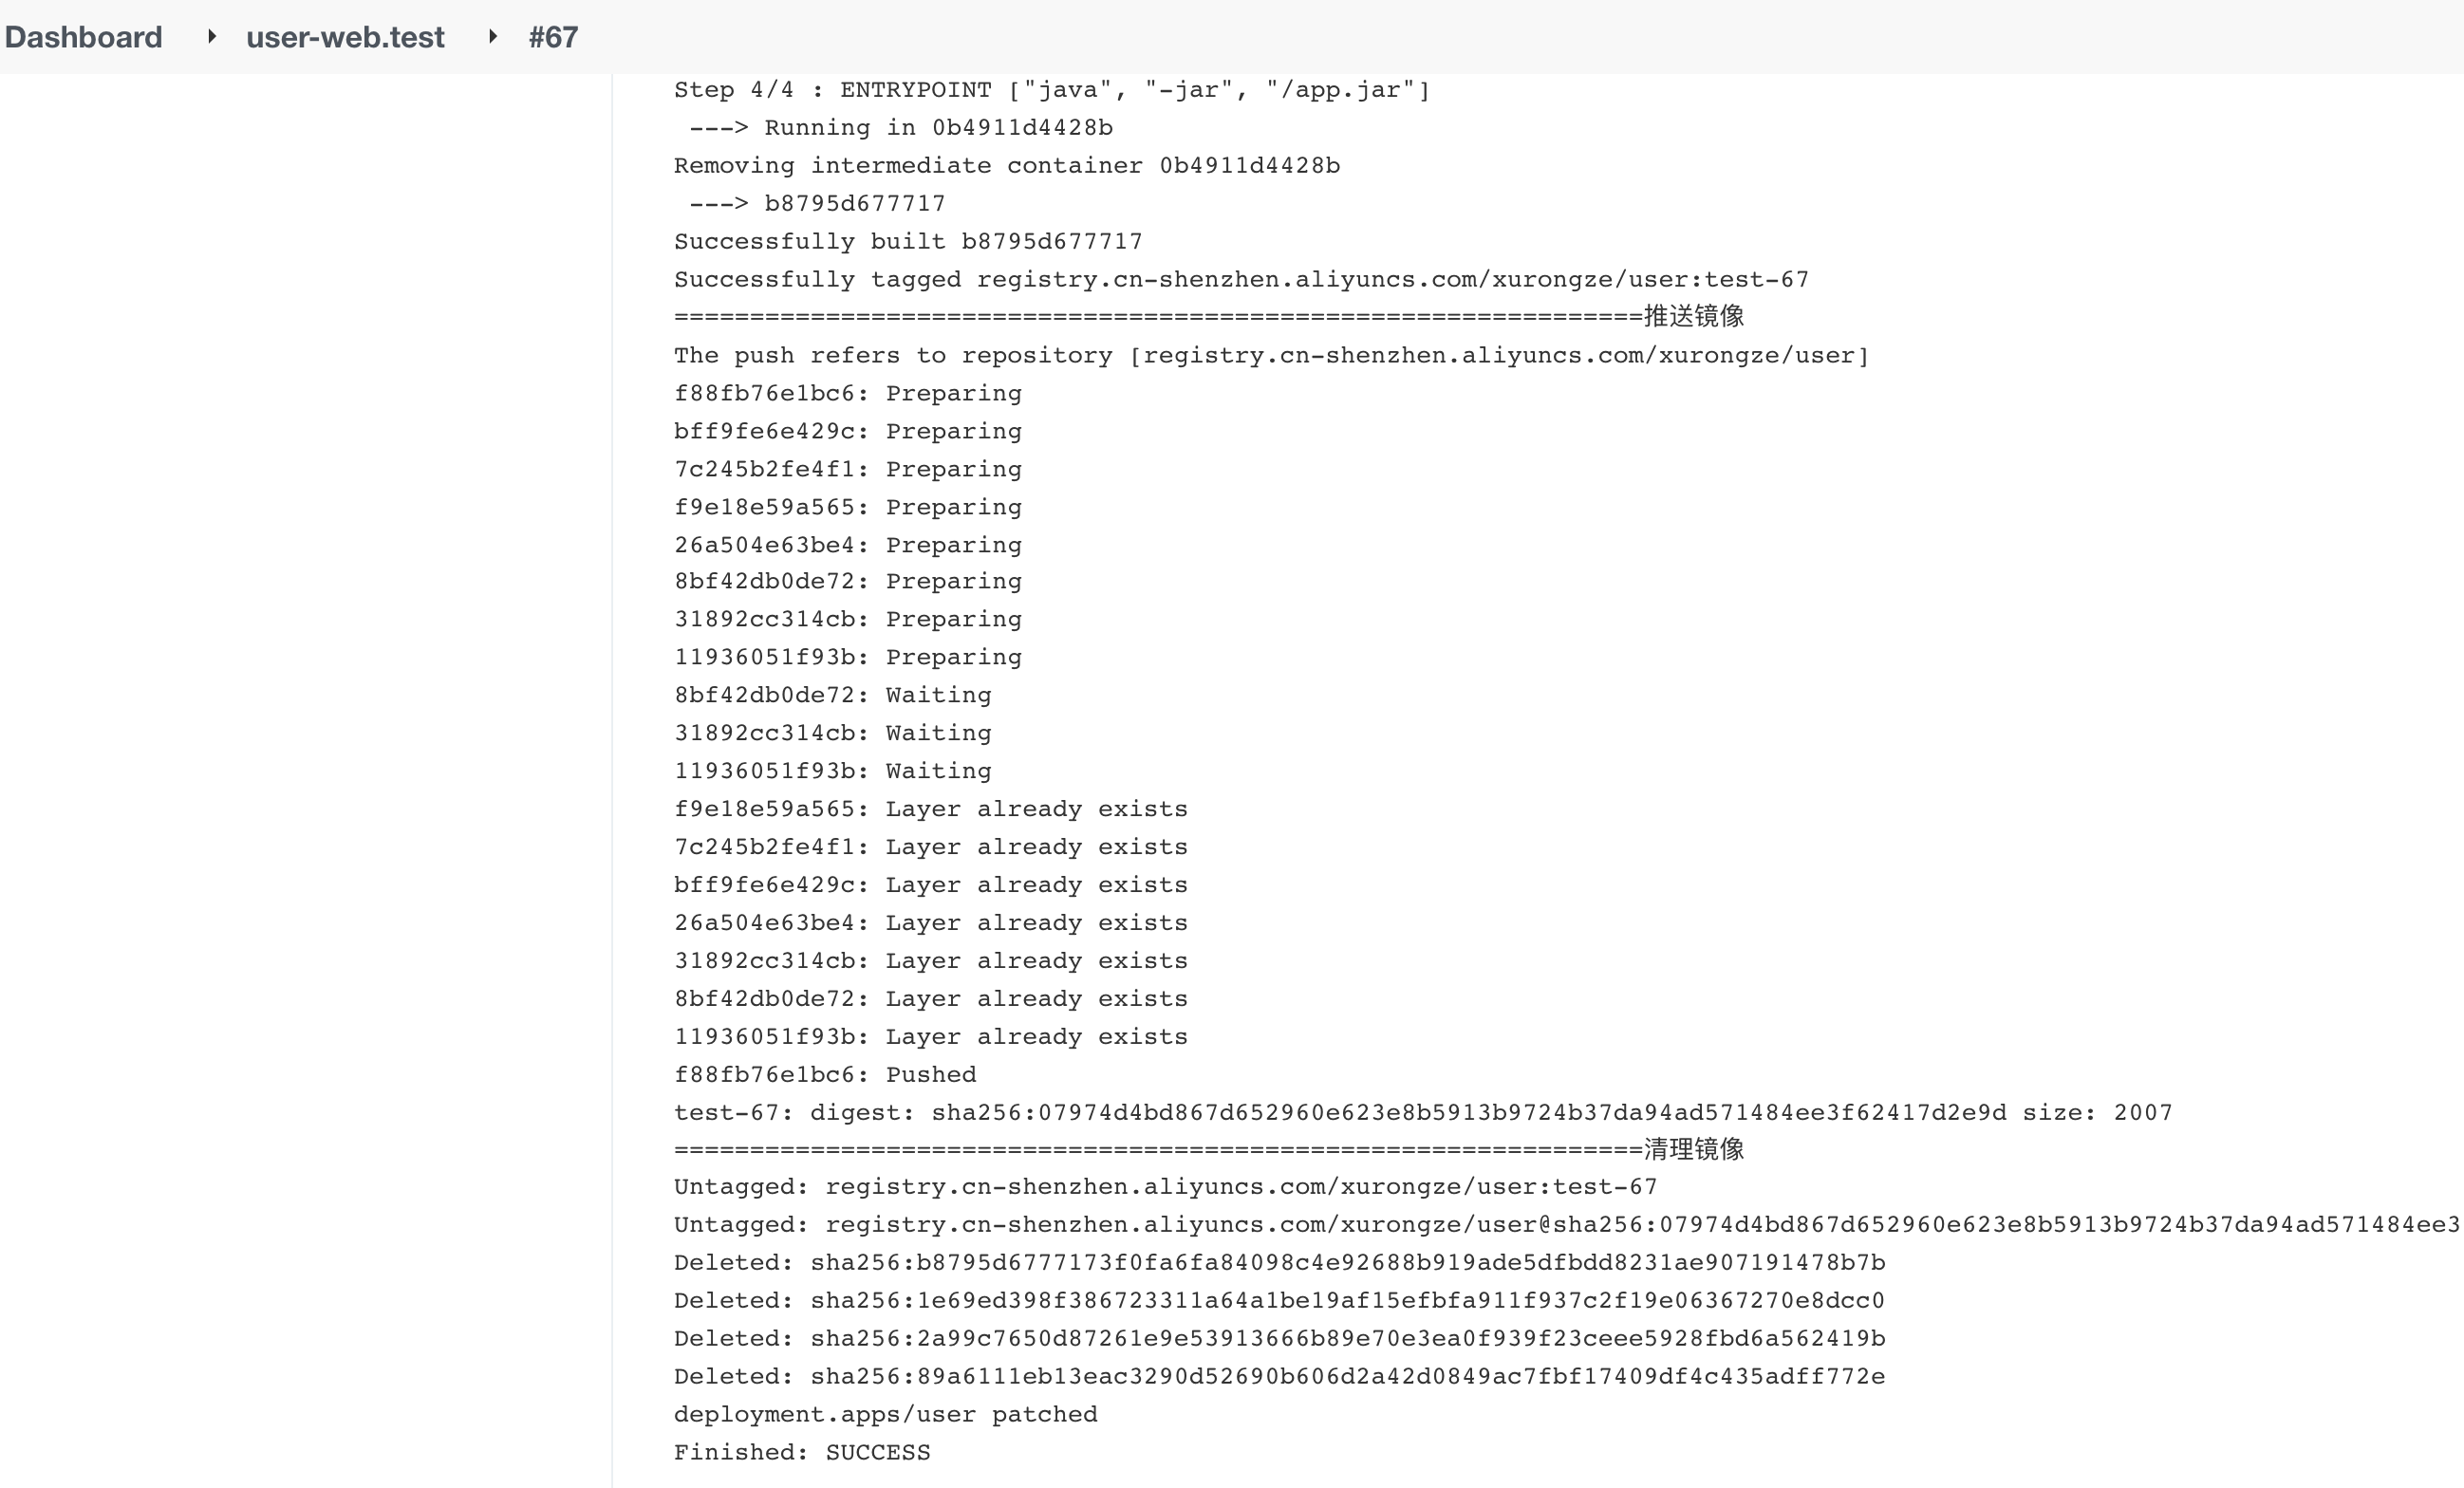 Dashboard ▸ user-web.test ▸ #67
Step 4/4 : ENTRYPOINT ["java", "-jar", "/app.jar"]
 ---> Running in 0b4911d4428b
Removing intermediate container 0b4911d4428b
 ---> b8795d677717
Successfully built b8795d677717
Successfully tagged registry.cn-shenzhen.aliyuncs.com/xurongze/user:test-67
================================================================推送镜像
The push refers to repository [registry.cn-shenzhen.aliyuncs.com/xurongze/user]
f88fb76e1bc6: Preparing
bff9fe6e429c: Preparing
7c245b2fe4f1: Preparing
f9e18e59a565: Preparing
26a504e63be4: Preparing
8bf42db0de72: Preparing
31892cc314cb: Preparing
11936051f93b: Preparing
8bf42db0de72: Waiting
31892cc314cb: Waiting
11936051f93b: Waiting
f9e18e59a565: Layer already exists
7c245b2fe4f1: Layer already exists
bff9fe6e429c: Layer already exists
26a504e63be4: Layer already exists
31892cc314cb: Layer already exists
8bf42db0de72: Layer already exists
11936051f93b: Layer already exists
f88fb76e1bc6: Pushed
test-67: digest: sha256:07974d4bd867d652960e623e8b5913b9724b37da94ad571484ee3f62417d2e9d size: 2007
================================================================清理镜像
Untagged: registry.cn-shenzhen.aliyuncs.com/xurongze/user:test-67
Untagged: registry.cn-shenzhen.aliyuncs.com/xurongze/user@sha256:07974d4bd867d652960e623e8b5913b9724b37da94ad571484ee3
Deleted: sha256:b8795d6777173f0fa6fa84098c4e92688b919ade5dfbdd8231ae907191478b7b
Deleted: sha256:1e69ed398f386723311a64a1be19af15efbfa911f937c2f19e06367270e8dcc0
Deleted: sha256:2a99c7650d87261e9e53913666b89e70e3ea0f939f23ceee5928fbd6a562419b
Deleted: sha256:89a6111eb13eac3290d52690b606d2a42d0849ac7fbf17409df4c435adff772e
deployment.apps/user patched
Finished: SUCCESS